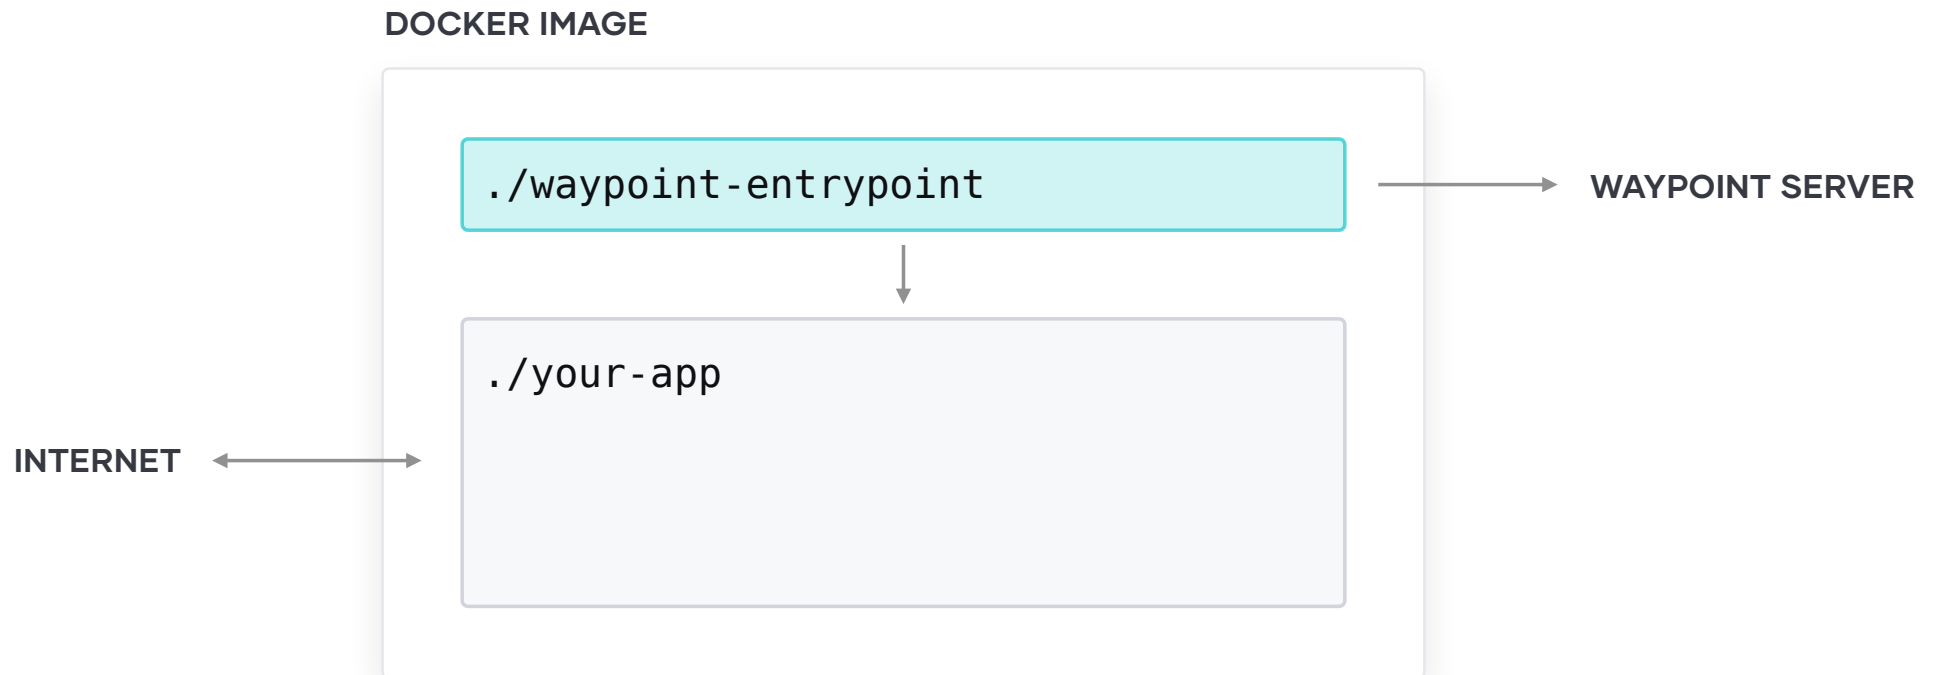 DOCKER IMAGE
./waypoint-entrypoint
WAYPOINT SERVER
./your-app
INTERNET